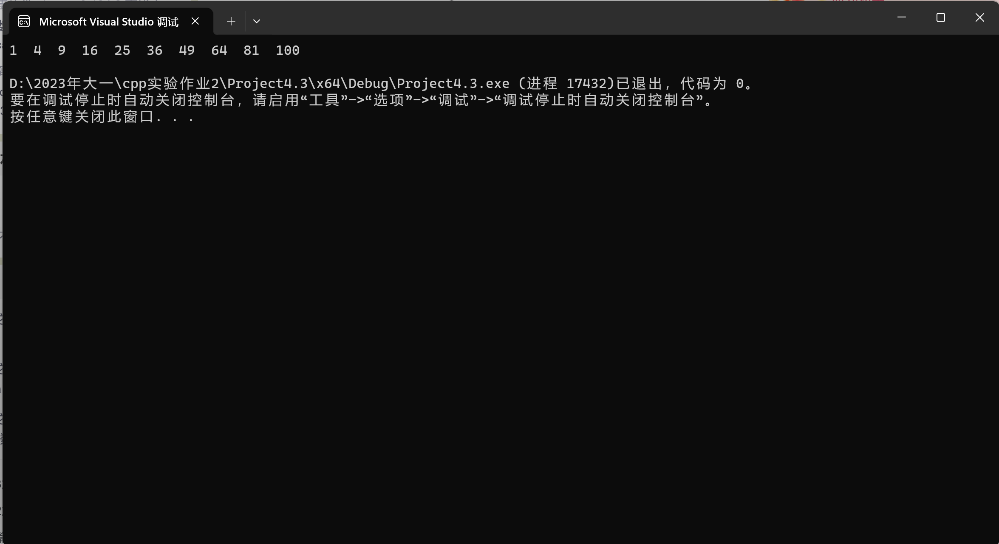 Microsoft Visual Studio 调试
1  4  9  16  25  36  49  64  81  100
D:\2023年大一\cpp实验作业2\Project4.3\x64\Debug\Project4.3.exe (进程 17432)已退出，代码为 0。
要在调试停止时自动关闭控制台，请启用“工具”->“选项”->“调试”->“调试停止时自动关闭控制台”。
按任意键关闭此窗口. . .